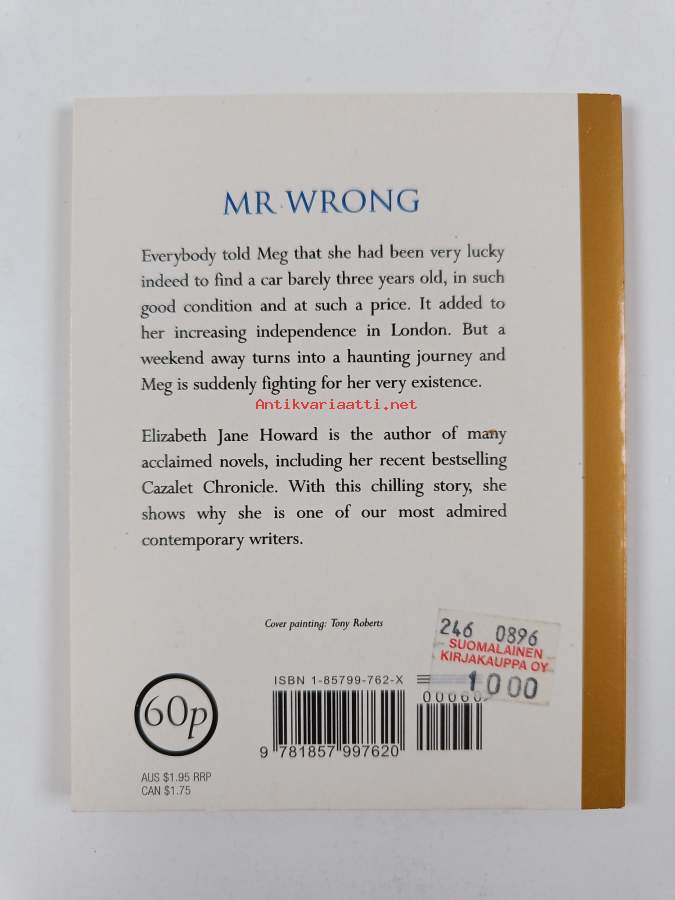 MR WRONG
Everybody told Meg that she had been very lucky
indeed to find a car barely three years old, in such
good condition and at such a price. It added to
her increasing independence in London. But a
weekend away turns into a haunting journey and
Meg is suddenly fighting for her very existence.
Antikvariaatti.net
Elizabeth Jane Howard is the author of many
acclaimed novels, including her recent bestselling
Cazalet Chronicle. With this chilling story, she
shows why she is one of our most admired
contemporary writers.
Cover painting: Tony Roberts
246 0896
SUOMALAINEN
KIRJAKAUPPA OY
1000
ISBN 1-85799-762-X
9 781857 997620
60p
AUS $1.95 RRP
CAN $1.75